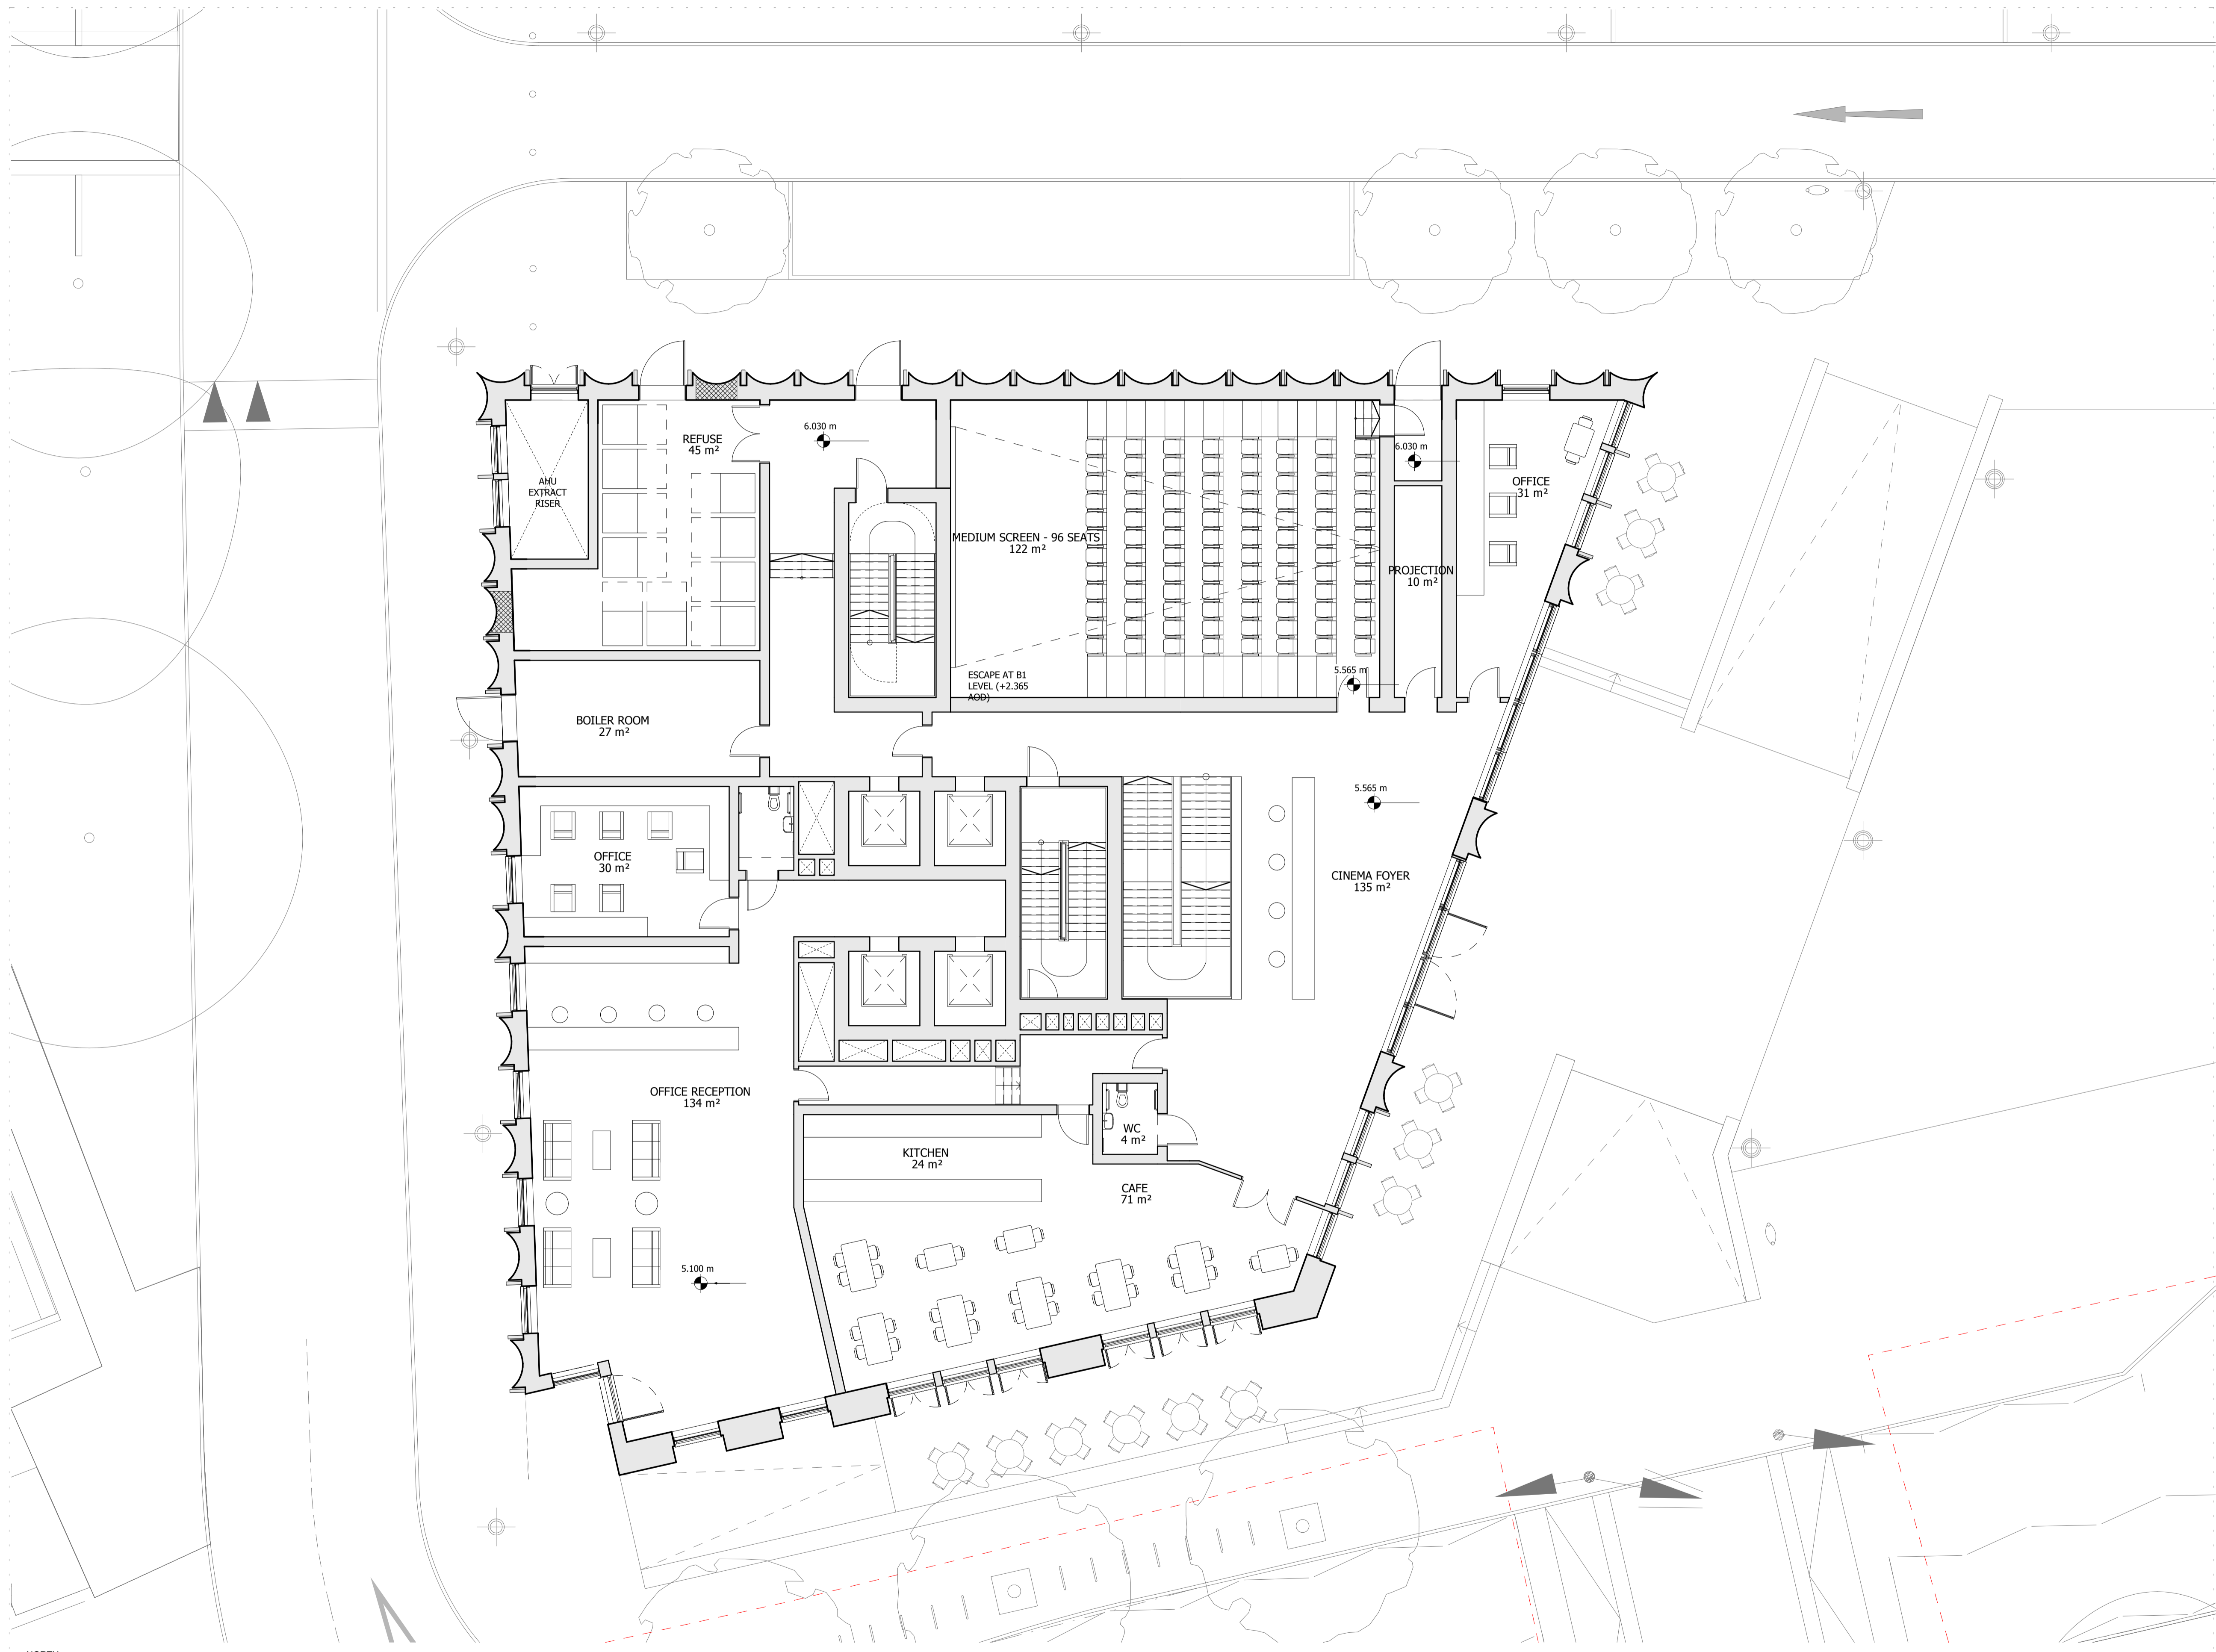 REFUSE
45 m²
6.030 m
6.030 m
AHU
EXTRACT
RISER
OFFICE
31 m²
MEDIUM SCREEN - 96 SEATS
122 m²
PROJECTION
10 m²
ESCAPE AT B1
LEVEL (+2.365
AOD)
5.565 m
BOILER ROOM
27 m²
5.565 m
OFFICE
30 m²
CINEMA FOYER
135 m²
OFFICE RECEPTION
134 m²
WC
4 m²
KITCHEN
24 m²
CAFE
71 m²
5.100 m